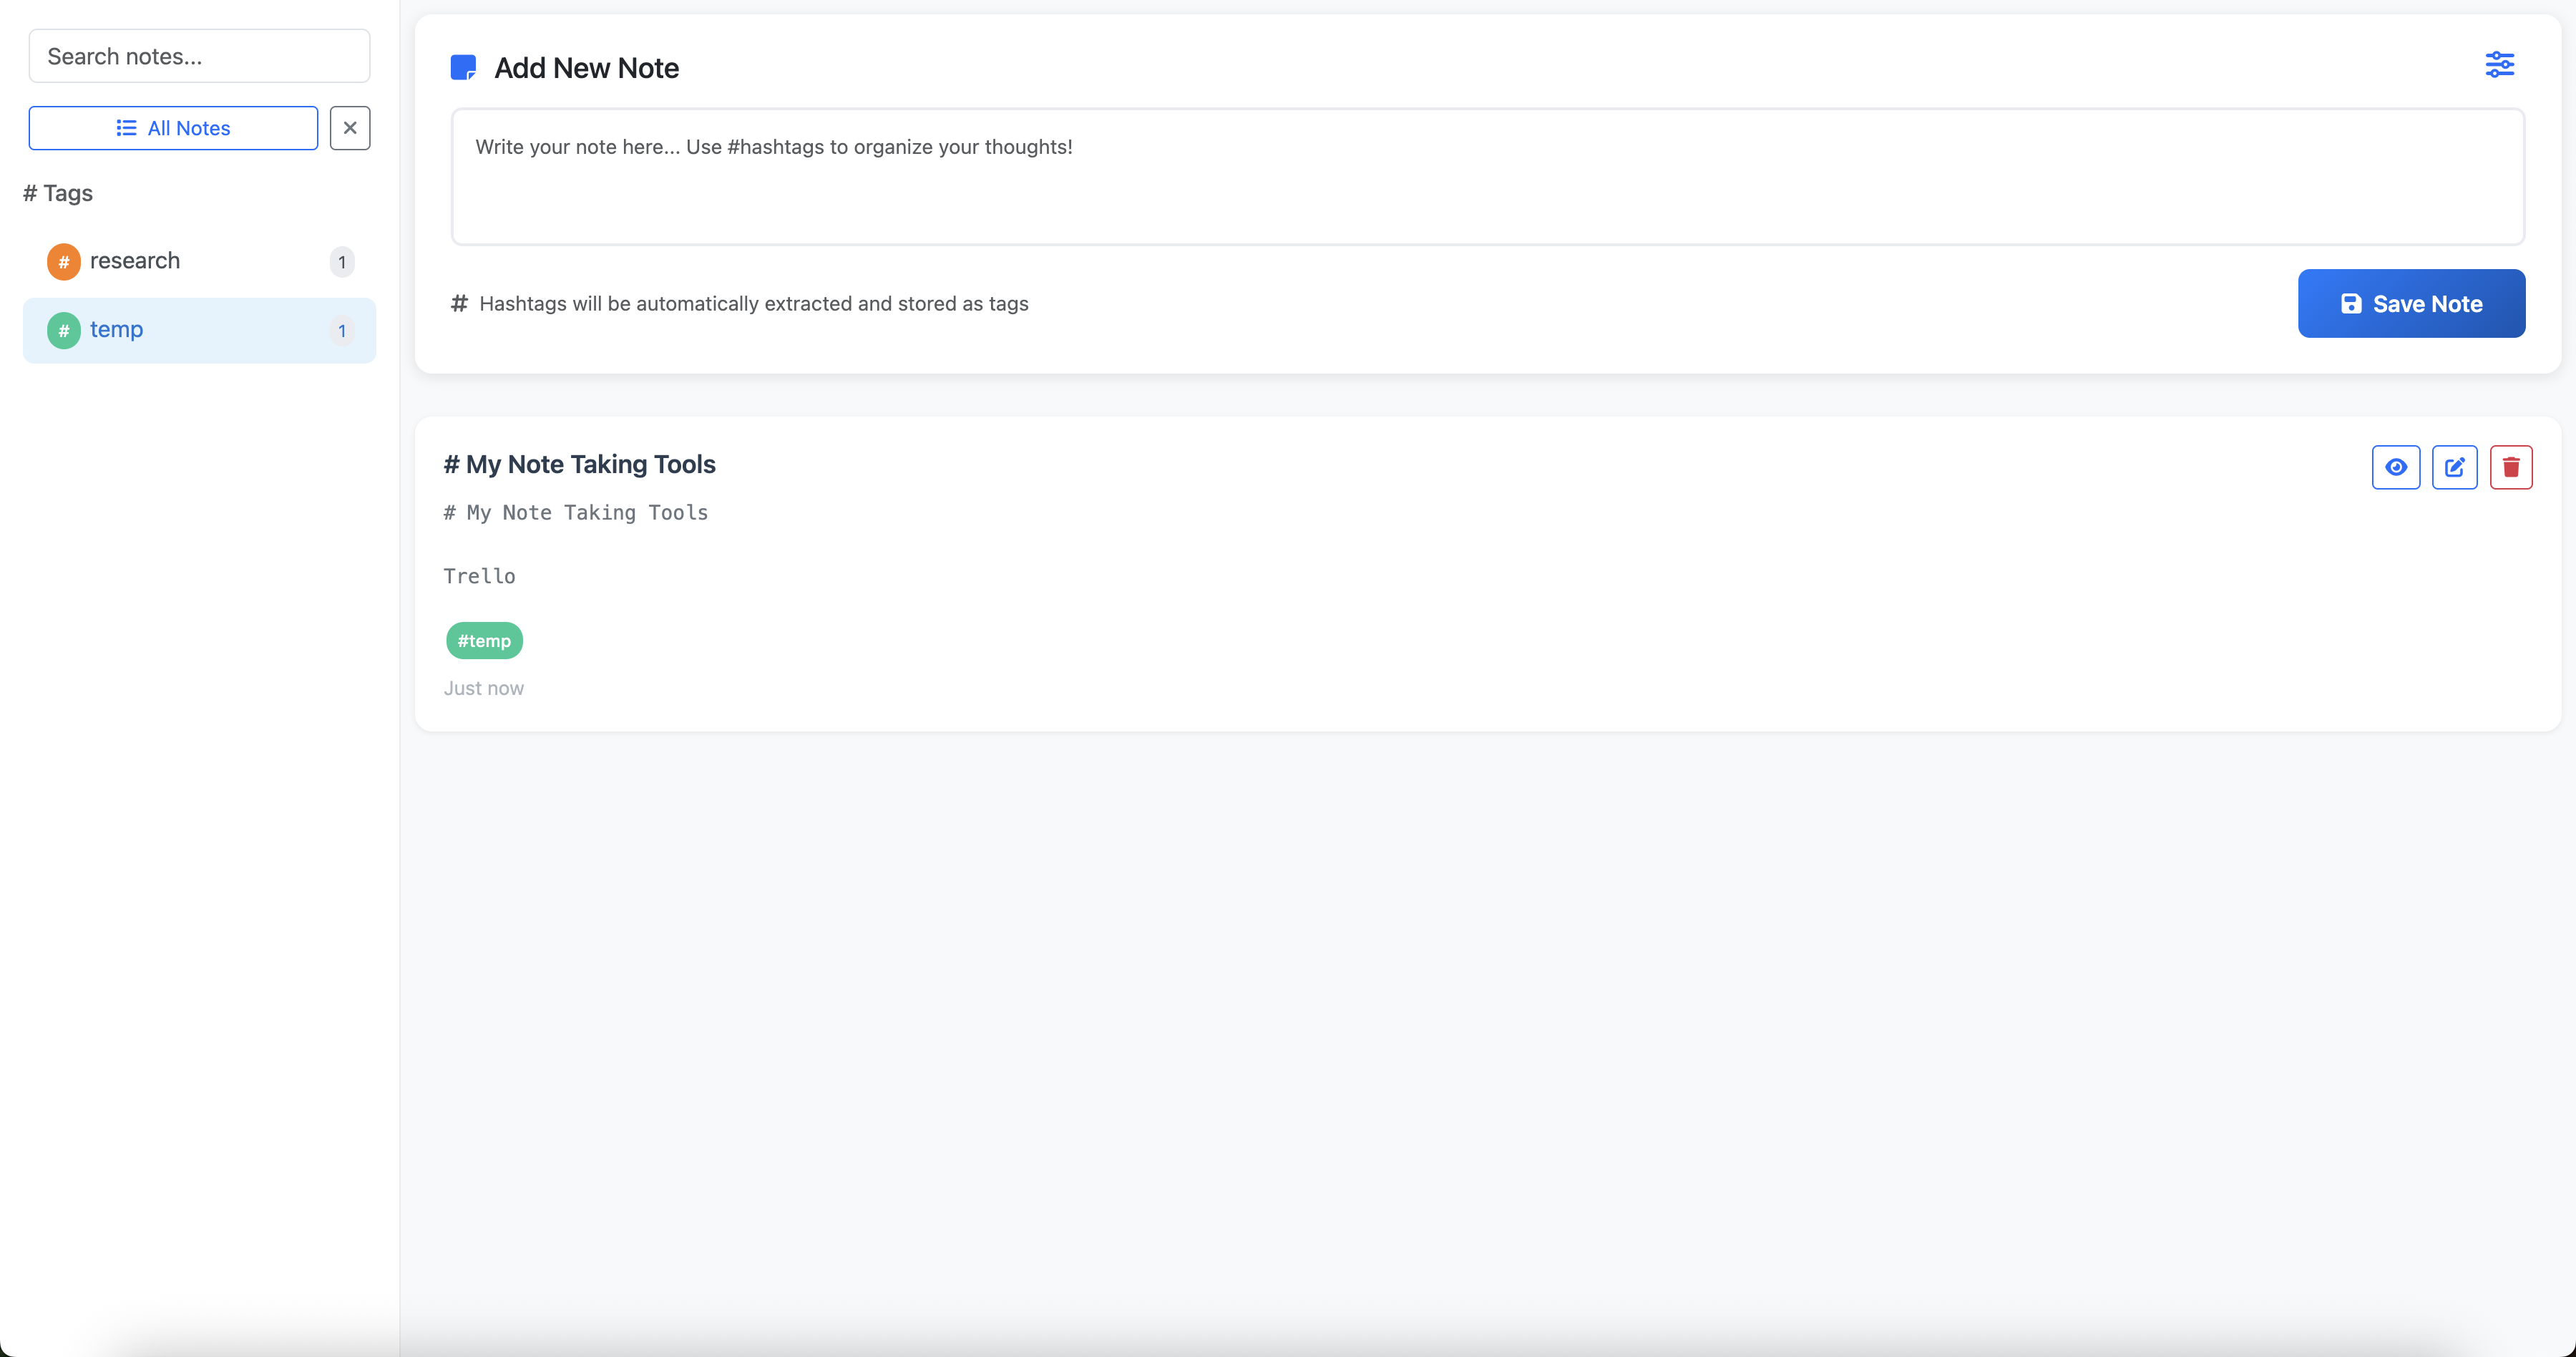 Search notes...
All Notes
# Tags
# research 1
# temp 1
Add New Note
Write your note here... Use #hashtags to organize your thoughts!
# Hashtags will be automatically extracted and stored as tags
Save Note
# My Note Taking Tools
# My Note Taking Tools
Trello
#temp
Just now